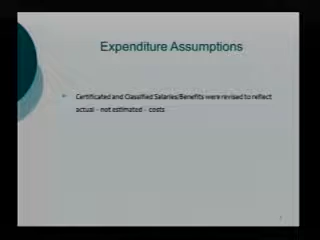 Expenditure Assumptions
Certificated and Classified Salaries/Benefits were revised to reflect
actual - not estimated - costs